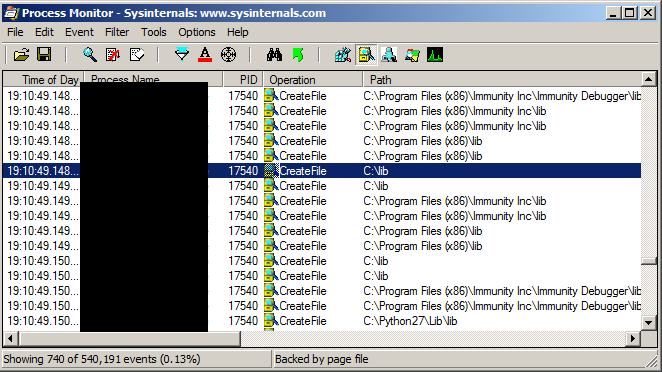 Process Monitor - Sysinternals: www.sysinternals.com
File Edit Event Filter Tools Options Help
Time of Day Process Name PID Operation Path
19:10:49.148... 17540 CreateFile C:\Program Files (x86)\Immunity Inc\Immunity Debugger\lib
19:10:49.148... 17540 CreateFile C:\Program Files (x86)\Immunity Inc\lib
19:10:49.148... 17540 CreateFile C:\Program Files (x86)\Immunity Inc\lib
19:10:49.148... 17540 CreateFile C:\Program Files (x86)\lib
19:10:49.148... 17540 CreateFile C:\Program Files (x86)\lib
19:10:49.148... 17540 CreateFile C:\lib
19:10:49.148... 17540 CreateFile C:\lib
19:10:49.149... 17540 CreateFile C:\Program Files (x86)\Immunity Inc\lib
19:10:49.149... 17540 CreateFile C:\Program Files (x86)\Immunity Inc\lib
19:10:49.149... 17540 CreateFile C:\Program Files (x86)\lib
19:10:49.149... 17540 CreateFile C:\Program Files (x86)\lib
19:10:49.150... 17540 CreateFile C:\lib
19:10:49.150... 17540 CreateFile C:\lib
19:10:49.150... 17540 CreateFile C:\Program Files (x86)\Immunity Inc\Immunity Debugger\lib
19:10:49.150... 17540 CreateFile C:\Program Files (x86)\Immunity Inc\Immunity Debugger\lib
19:10:49.150... 17540 CreateFile C:\Python27\Lib\lib
Showing 740 of 540,191 events (0.13%) Backed by page file